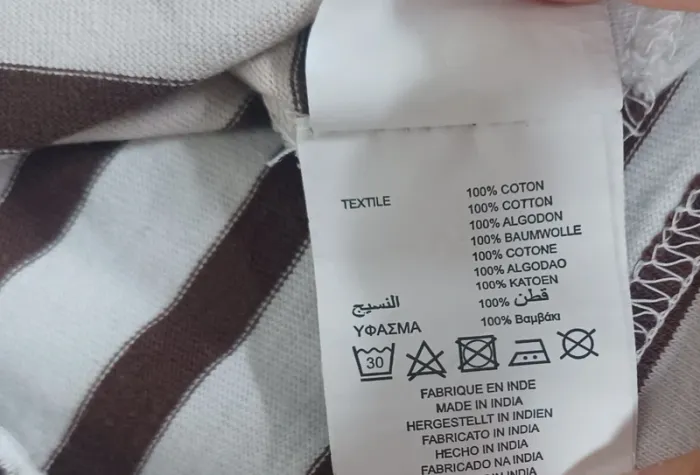 TEXTILE
100% COTON
100% COTTON
100% ALGODON
100% BAUMWOLLE
100% COTONE
100% ALGODAO
100% KATOEN
النسيج
100% قطن
ΥΦΑΣΜΑ
100% Βαμβάκι
30
FABRIQUE EN INDE
MADE IN INDIA
HERGESTELLT IN INDIEN
FABRICATO IN INDIA
HECHO IN INDIA
FABRICADO NA INDIA
IN INDIA